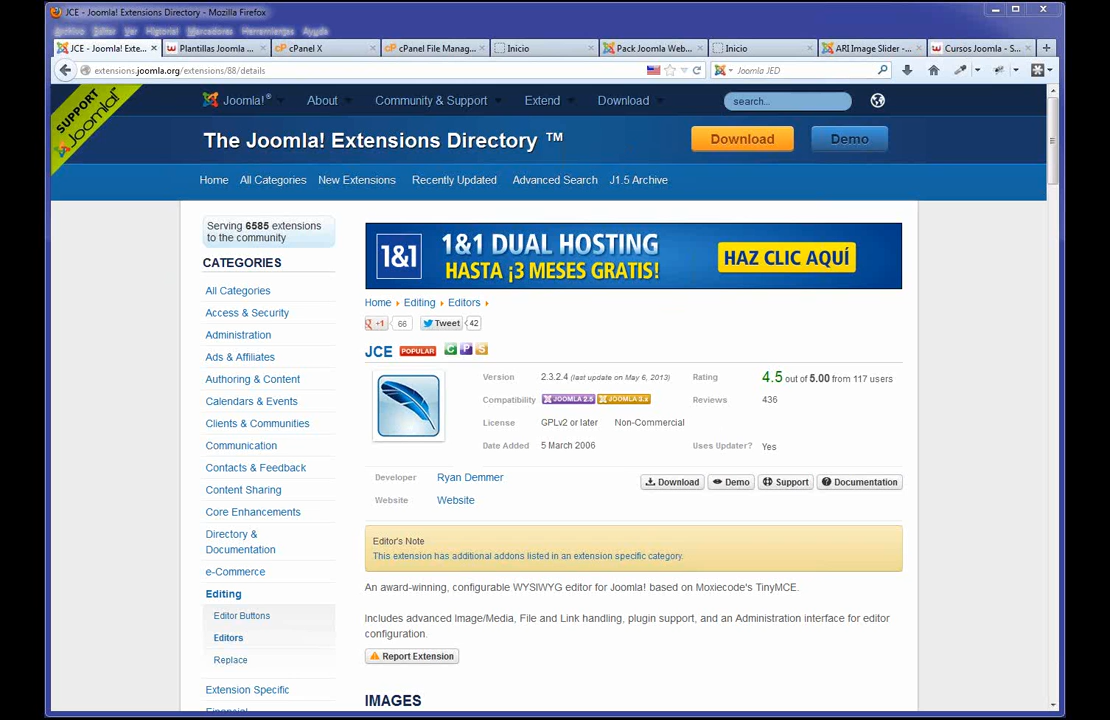 JCE - Joomla! Extensions Directory - Mozilla Firefox
Archivo Editar Ver Historial Marcadores Herramientas Ayuda
JCE - Joomla! Exte... × Plantillas Joomla ... × cPanel X × cPanel File Manag... × Inicio × Pack Joomla Web... × Inicio × ARI Image Slider -... × Cursos Joomla - S... × +
extensions.joomla.org/extensions/88/details
Joomla JED
SUPPORT
Joomla!
Joomla!® About Community & Support Extend Download search...
The Joomla! Extensions Directory ™ Download Demo
Home All Categories New Extensions Recently Updated Advanced Search J1.5 Archive
Serving 6585 extensions
to the community
CATEGORIES
All Categories
Access & Security
Administration
Ads & Affiliates
Authoring & Content
Calendars & Events
Clients & Communities
Communication
Contacts & Feedback
Content Sharing
Core Enhancements
Directory &
Documentation
e-Commerce
Editing
Editor Buttons
Editors
Replace
Extension Specific
Financial
1&1
1&1 DUAL HOSTING
HASTA ¡3 MESES GRATIS!
HAZ CLIC AQUÍ
Home Editing Editors
g +1 66 Tweet 42
JCE POPULAR C P S
Version 2.3.2.4 (last update on May 6, 2013) Rating 4.5 out of 5.00 from 117 users
Compatibility JOOMLA 2.5 JOOMLA 3.x Reviews 436
License GPLv2 or later Non-Commercial
Date Added 5 March 2006 Uses Updater? Yes
Developer Ryan Demmer Download Demo Support Documentation
Website Website
Editor's Note
This extension has additional addons listed in an extension specific category.
An award-winning, configurable WYSIWYG editor for Joomla! based on Moxiecode's TinyMCE.
Includes advanced Image/Media, File and Link handling, plugin support, and an Administration interface for editor
configuration.
Report Extension
IMAGES